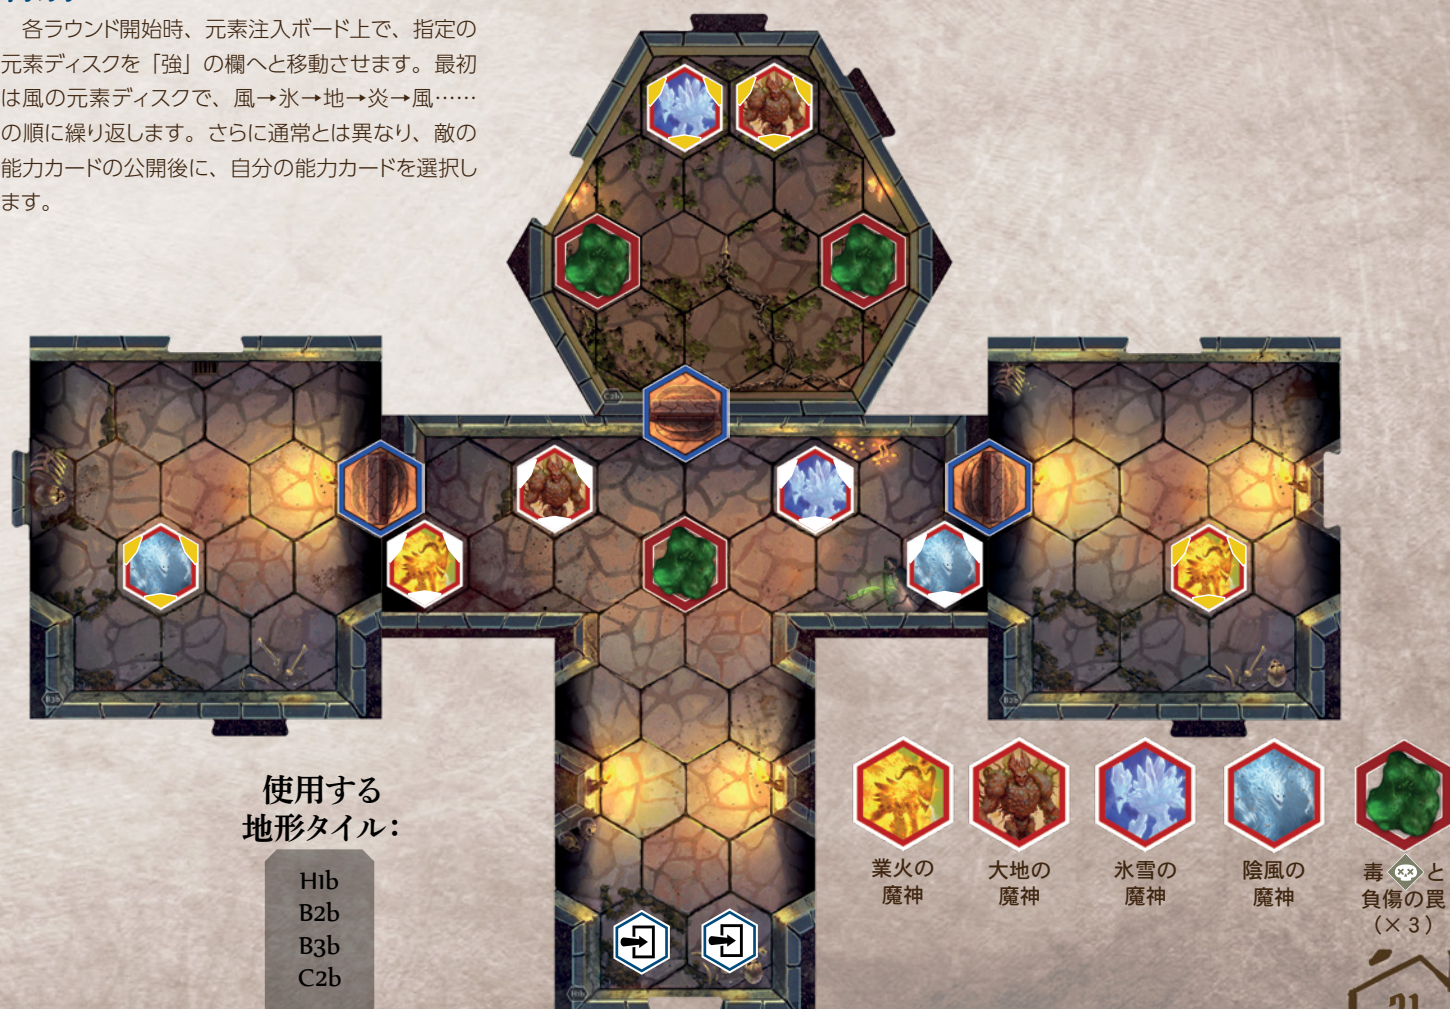 各ラウンド開始時、元素注入ボード上で、指定の
元素ディスクを「強」の欄へと移動させます。最初
は風の元素ディスクで、風→氷→地→炎→風……
の順に繰り返します。さらに通常とは異なり、敵の
能力カードの公開後に、自分の能力カードを選択し
ます。
C2b
B3b
B2b
H1b
使用する
地形タイル：
H1b
B2b
B3b
C2b
業火の
魔神
大地の
魔神
氷雪の
魔神
陰風の
魔神
毒 と
負傷の罠
（×3）